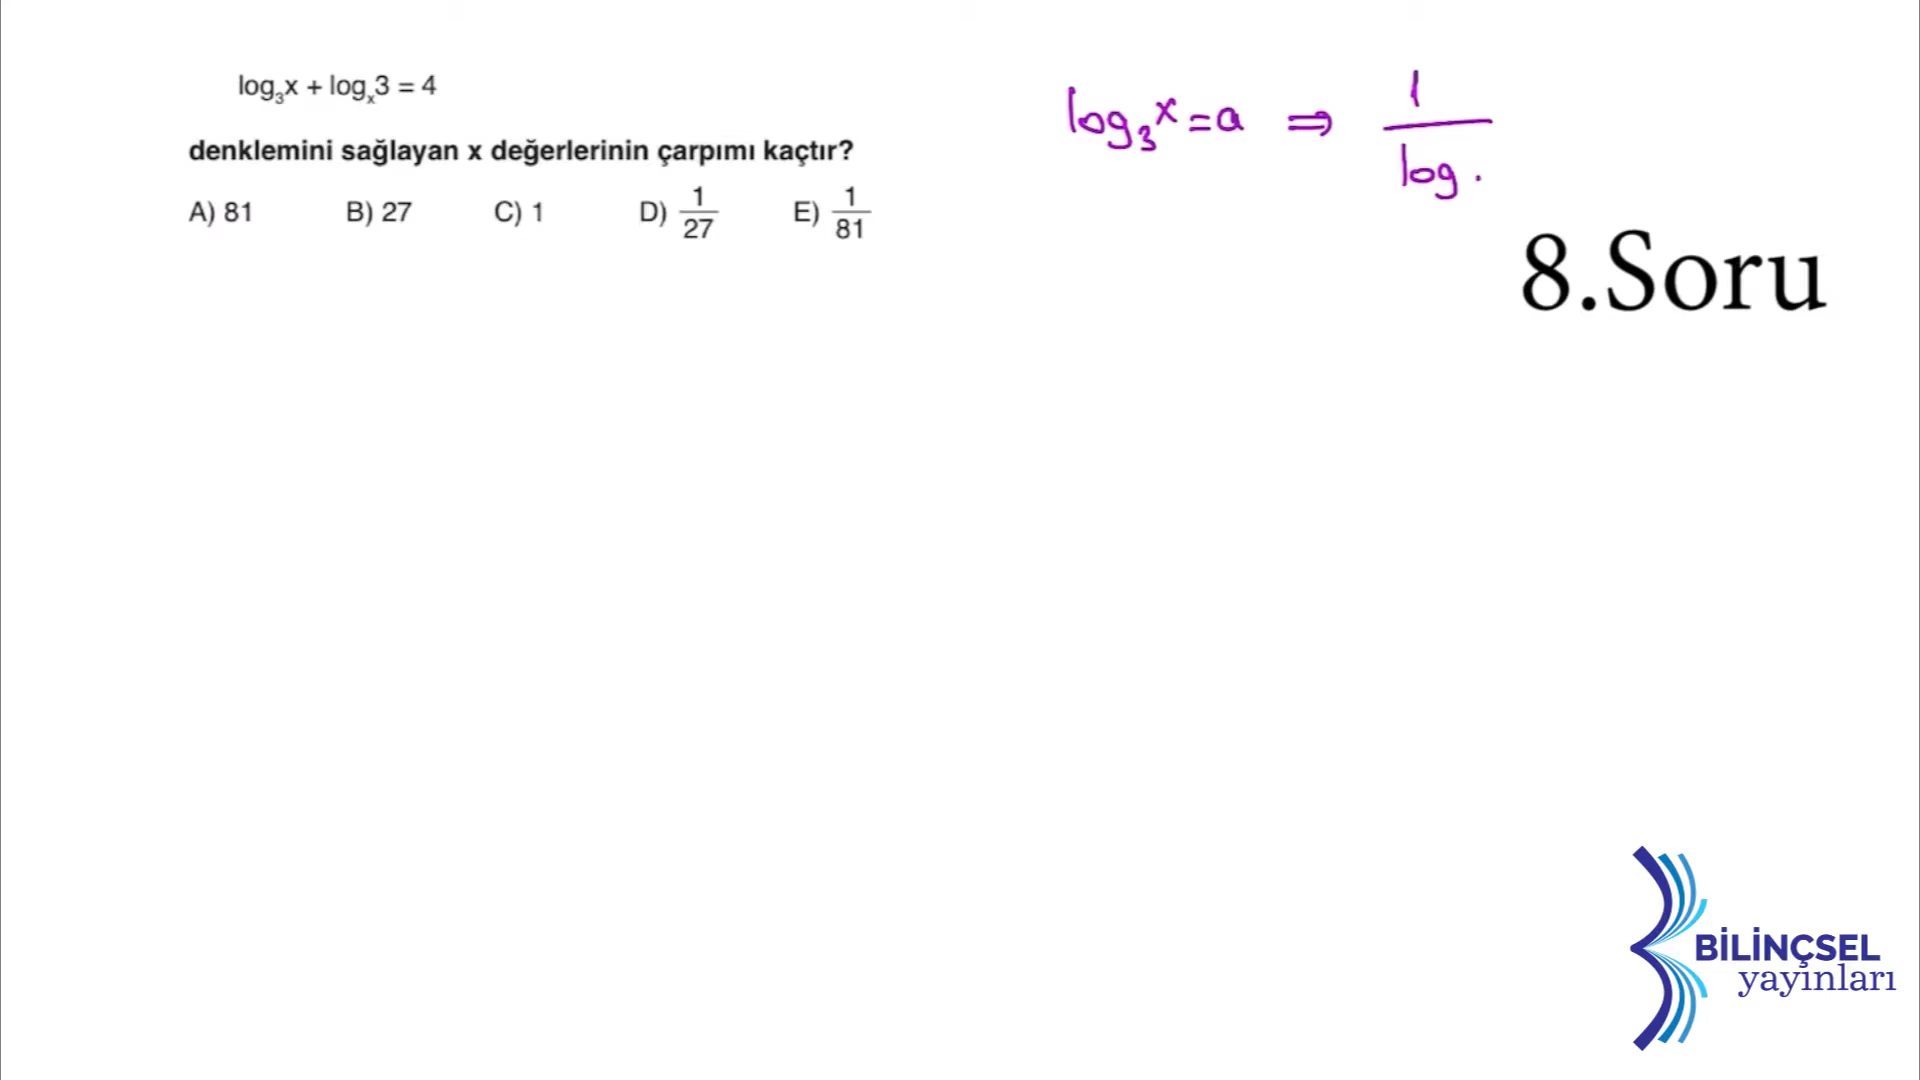 log₃x + logₓ3 = 4
denklemini sağlayan x değerlerinin çarpımı kaçtır?
A) 81 B) 27 C) 1 D) 1/27 E) 1/81
log₃x = a ⇒ 1/log.
8.Soru
BİLİNÇSEL
yayınları